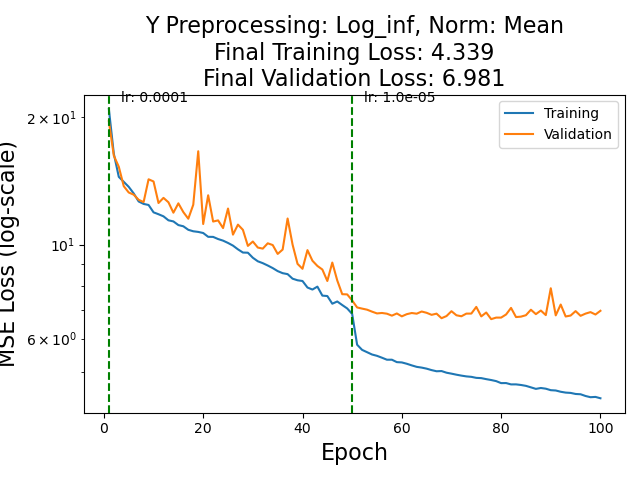 Y Preprocessing: Log_inf, Norm: Mean
Final Training Loss: 4.339
Final Validation Loss: 6.981
lr: 0.0001
lr: 1.0e-05
Training
Validation
MSE Loss (log-scale)
2 × 10¹
10¹
6 × 10⁰
0
20
40
60
80
100
Epoch